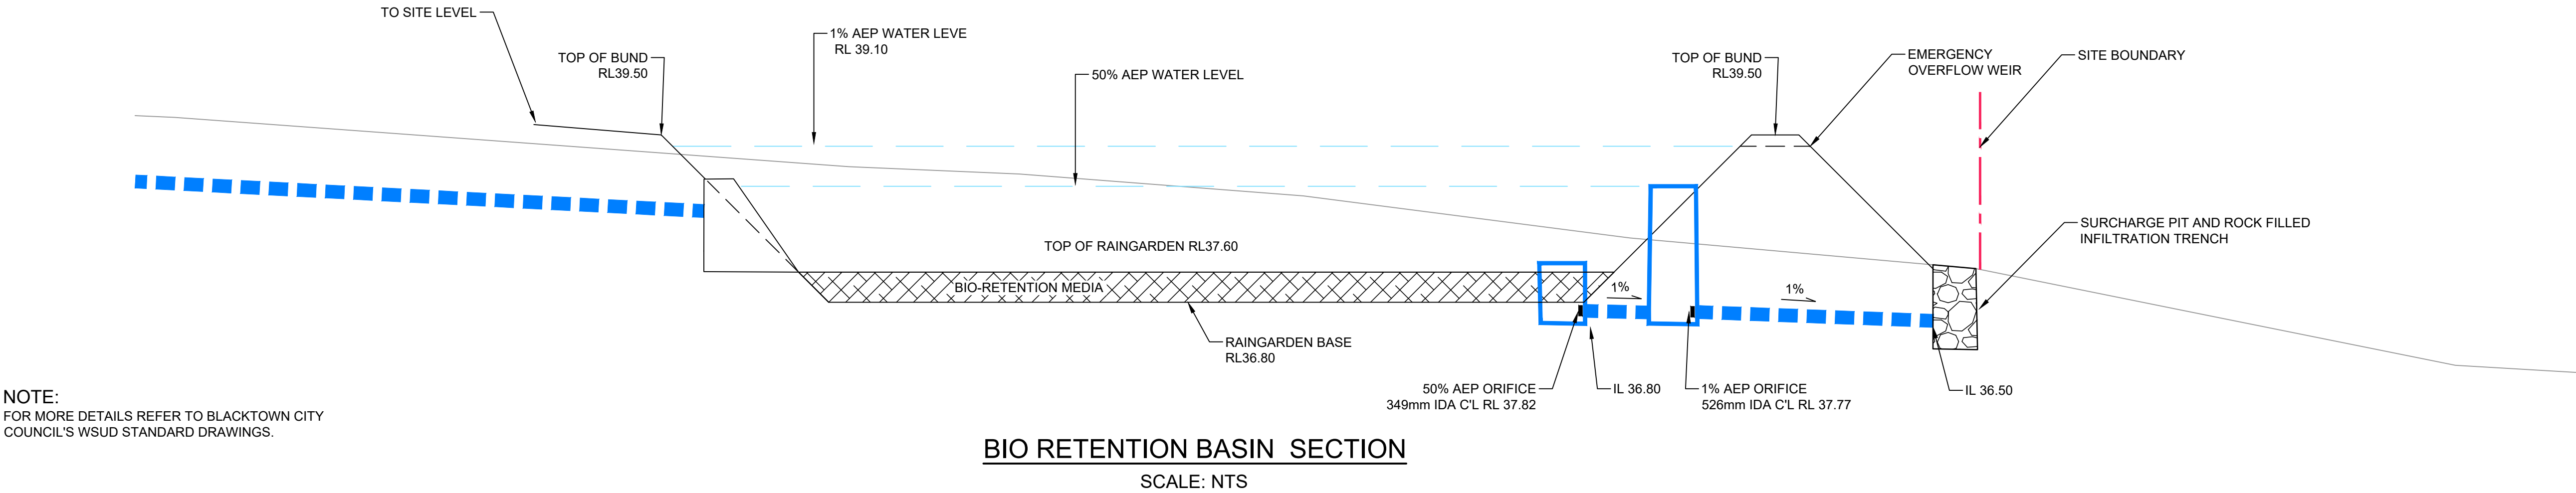 TO SITE LEVEL
TOP OF BUND
RL39.50
1% AEP WATER LEVE
RL 39.10
50% AEP WATER LEVEL
TOP OF BUND
RL39.50
EMERGENCY
OVERFLOW WEIR
SITE BOUNDARY
SURCHARGE PIT AND ROCK FILLED
INFILTRATION TRENCH
TOP OF RAINGARDEN RL37.60
BIO-RETENTION MEDIA
1%
1%
RAINGARDEN BASE
RL36.80
50% AEP ORIFICE
349mm IDA C'L RL 37.82
IL 36.80
1% AEP ORIFICE
526mm IDA C'L RL 37.77
IL 36.50
NOTE:
FOR MORE DETAILS REFER TO BLACKTOWN CITY
COUNCIL'S WSUD STANDARD DRAWINGS.
BIO RETENTION BASIN SECTION
SCALE: NTS